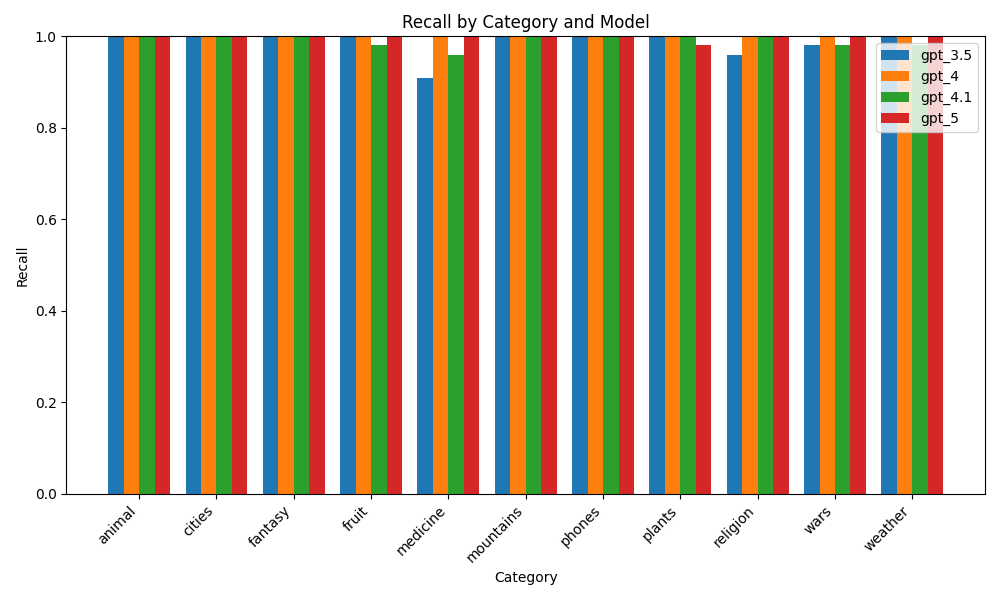 Recall by Category and Model
1.0
0.8
0.6
0.4
0.2
0.0
Recall
gpt_3.5
gpt_4
gpt_4.1
gpt_5
animal
cities
fantasy
fruit
medicine
mountains
phones
plants
religion
wars
weather
Category